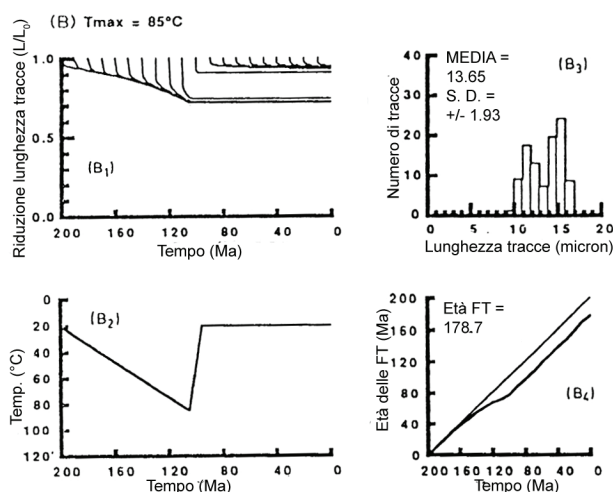 (B) Tmax = 85°C
Riduzione lunghezza tracce (L/L₀)
1.0
0.5
0.0
(B₁)
200
160
120
80
40
0
Tempo (Ma)
Numero di tracce
40
30
20
10
0
MEDIA =
13.65
S. D. =
+/- 1.93
(B₃)
0
5
10
15
20
Lunghezza tracce (micron)
Temp. (°C)
0
20
40
60
80
100
120
(B₂)
200
160
120
80
40
0
Tempo (Ma)
Età delle FT (Ma)
200
160
120
80
40
0
Età FT =
178.7
(B₄)
200
160
120
80
40
0
Tempo (Ma)